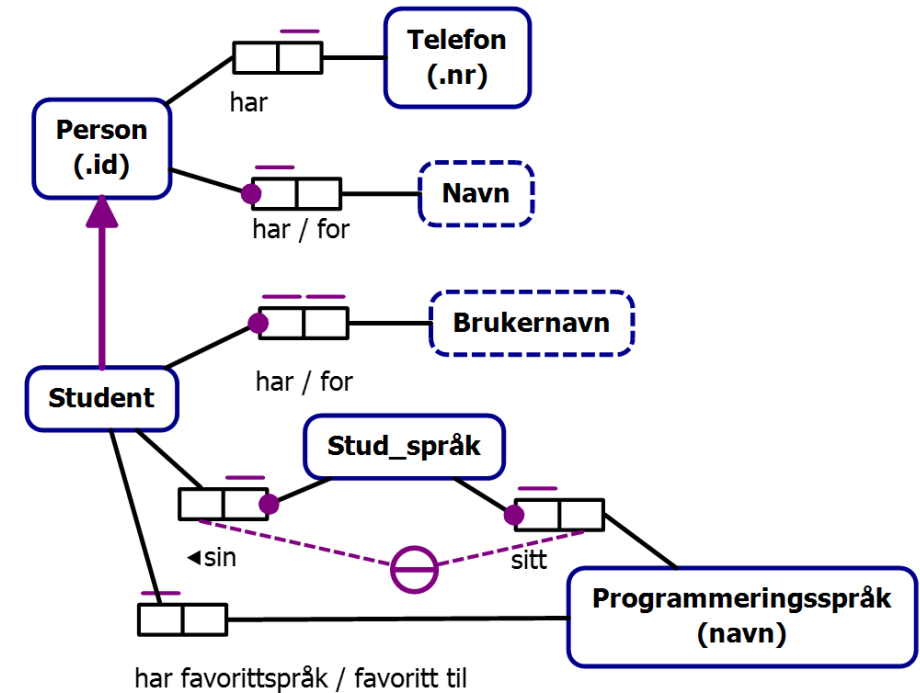 Telefon
(.nr)
har
Person
(.id)
Navn
har / for
Brukernavn
har / for
Student
Stud_språk
◄sin
sitt
Programmeringsspråk
(navn)
har favorittspråk / favoritt til